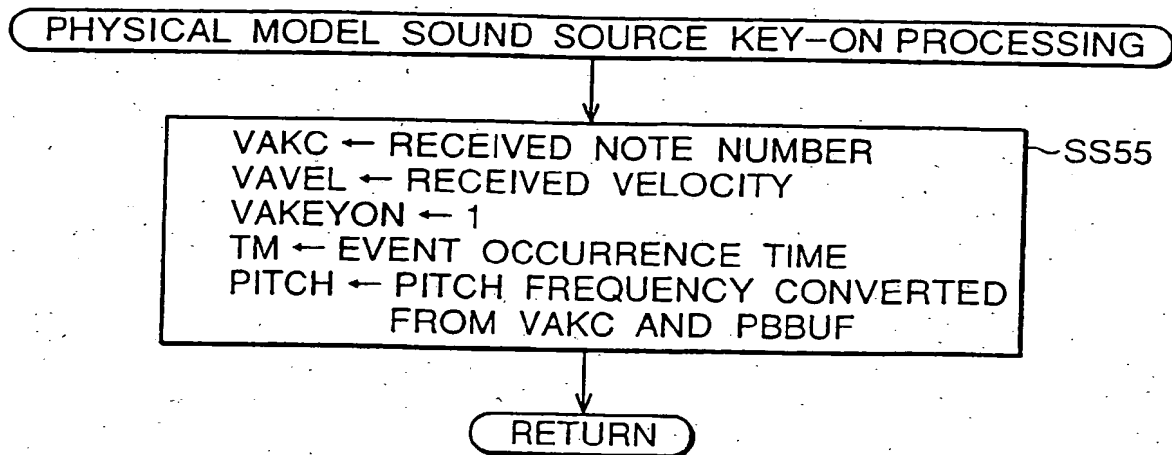 PHYSICAL MODEL SOUND SOURCE KEY-ON PROCESSING
VAKC ← RECEIVED NOTE NUMBER
SS55
VAVEL ← RECEIVED VELOCITY
VAKEYON ← 1
TM ← EVENT OCCURRENCE TIME
PITCH ← PITCH FREQUENCY CONVERTED
FROM VAKC AND PBBUF
RETURN